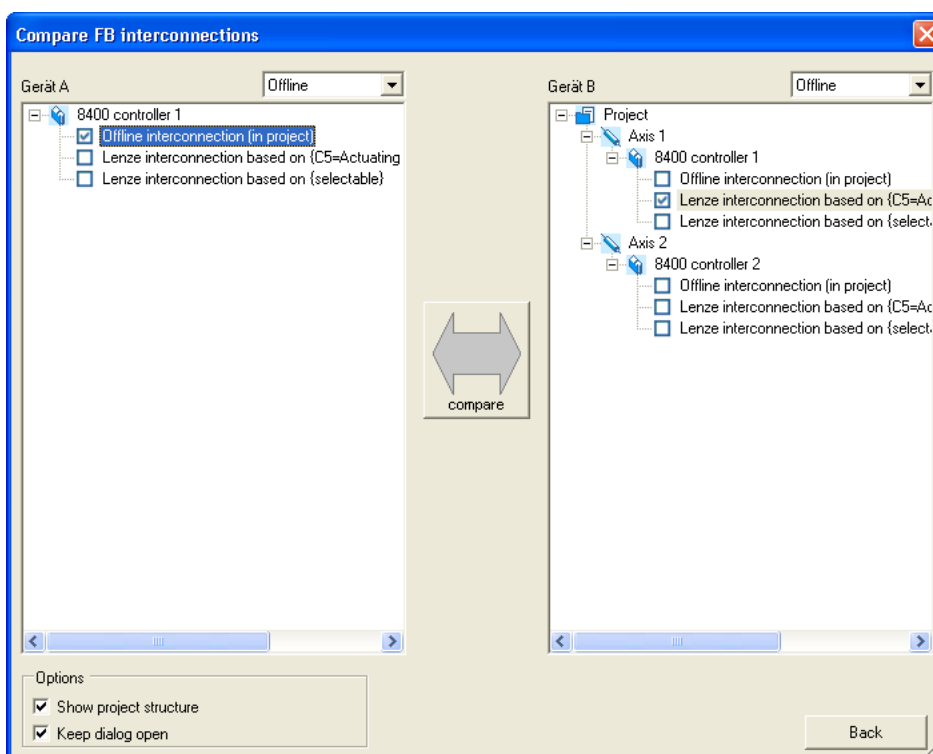 Compare FB interconnections
Gerät A
Offline
8400 controller 1
Offline interconnection (in project)
Lenze interconnection based on {C5=Actuating
Lenze interconnection based on {selectable}
compare
Gerät B
Offline
Project
Axis 1
8400 controller 1
Offline interconnection (in project)
Lenze interconnection based on {C5=Ac
Lenze interconnection based on {select
Axis 2
8400 controller 2
Offline interconnection (in project)
Lenze interconnection based on {C5=Ac
Lenze interconnection based on {select
Options
Show project structure
Keep dialog open
Back